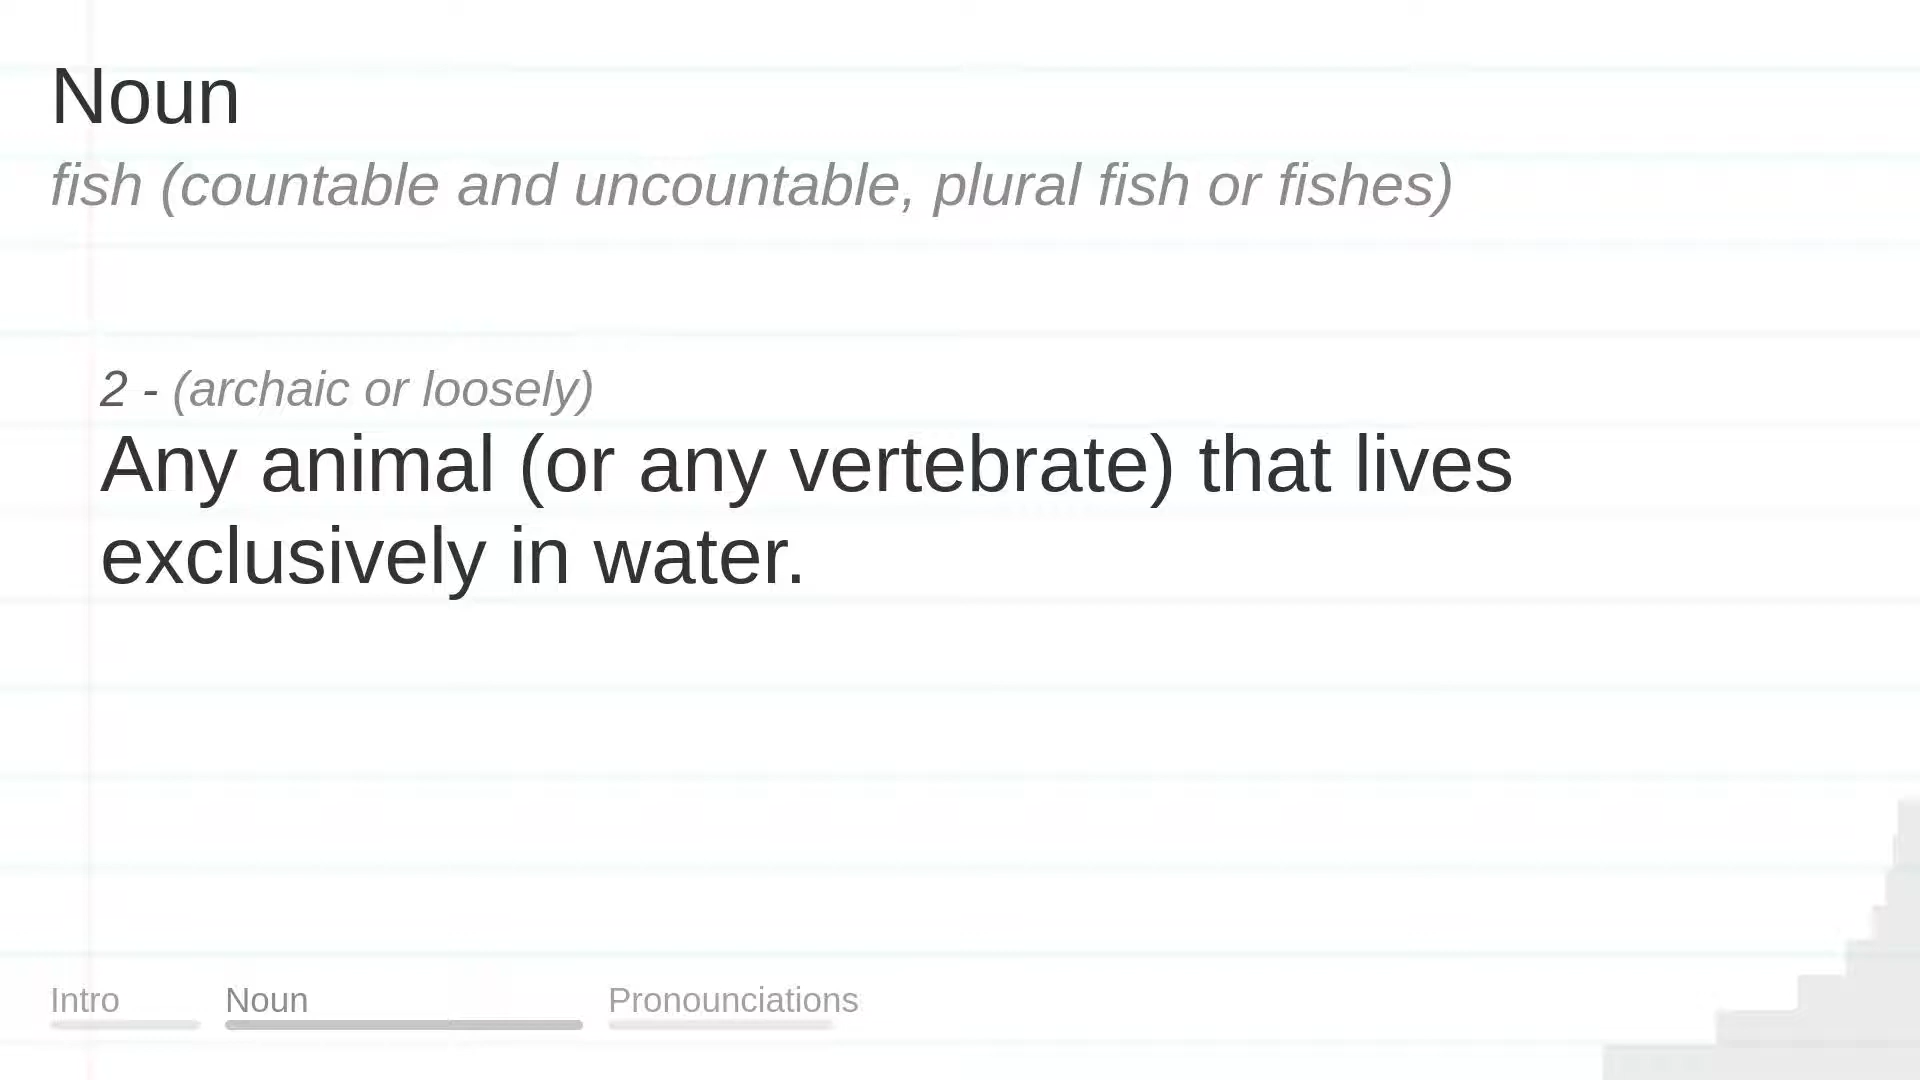 Noun
fish (countable and uncountable, plural fish or fishes)
2 - (archaic or loosely)
Any animal (or any vertebrate) that lives
exclusively in water.
Intro
Noun
Pronounciations